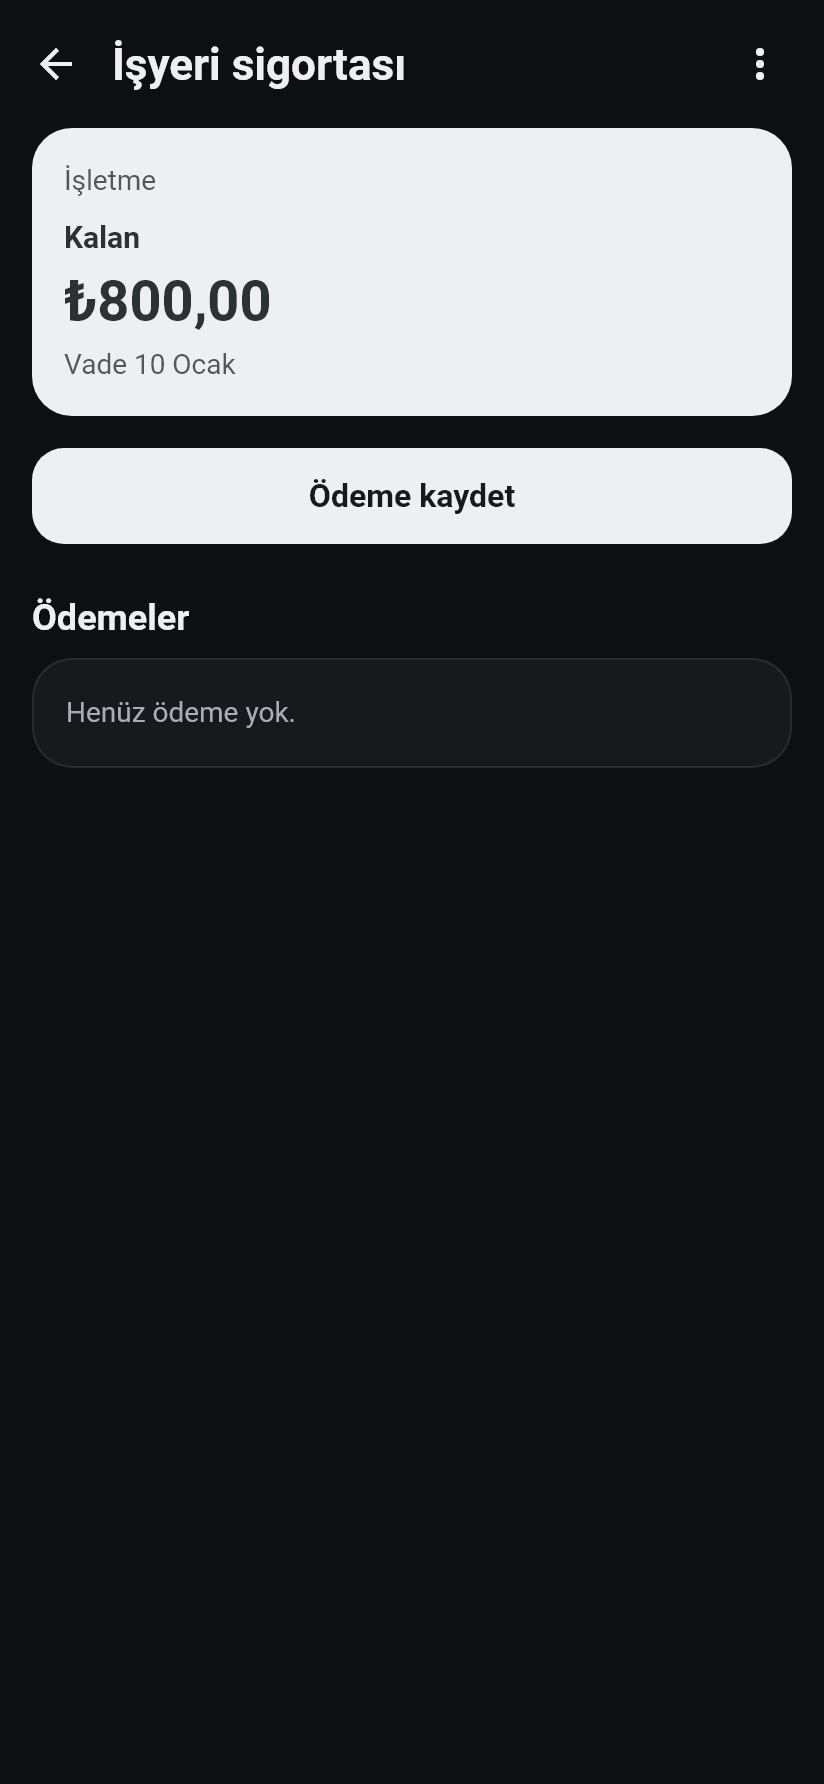 İşyeri sigortası
İşletme
Kalan
₺800,00
Vade 10 Ocak
Ödeme kaydet
Ödemeler
Henüz ödeme yok.